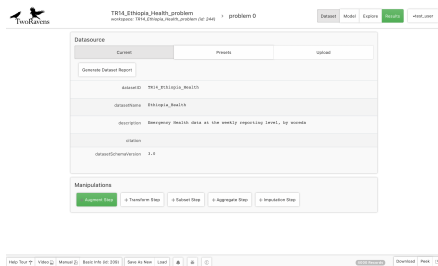 TwoRavens
TR14_Ethiopia_Health_problem
workspace: TR14_Ethiopia_Health_problem (id: 244)
› problem 0
Dataset Model Explore Results
Datasource
Current Presets Upload
Generate Dataset Report
datasetID TR14_Ethiopia_Health
datasetName Ethiopia_Health
description Emergency Health data at the weekly reporting level, by woreda
citation
datasetSchemaVersion
Manipulations
Augment Step + Transform Step + Subset Step + Aggregate Step + Imputation Step
Help Tour Video Manual Basic Info (id: 239) Save As New Load
Records Download Peek